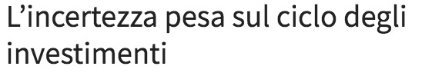 L’incertezza pesa sul ciclo degli
investimenti